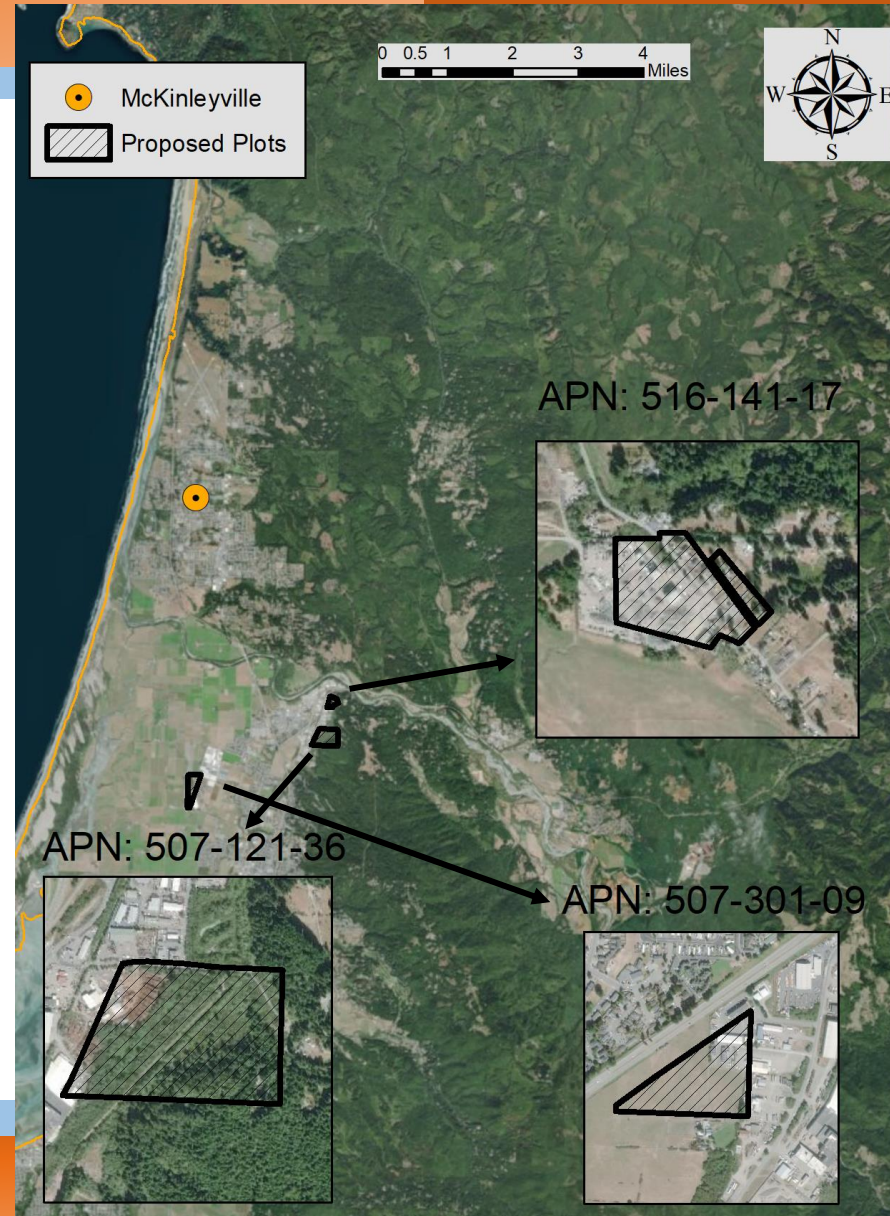 0 0.5 1 2 3 4
Miles
N
W E
S
McKinleyville
Proposed Plots
APN: 516-141-17
APN: 507-121-36
APN: 507-301-09